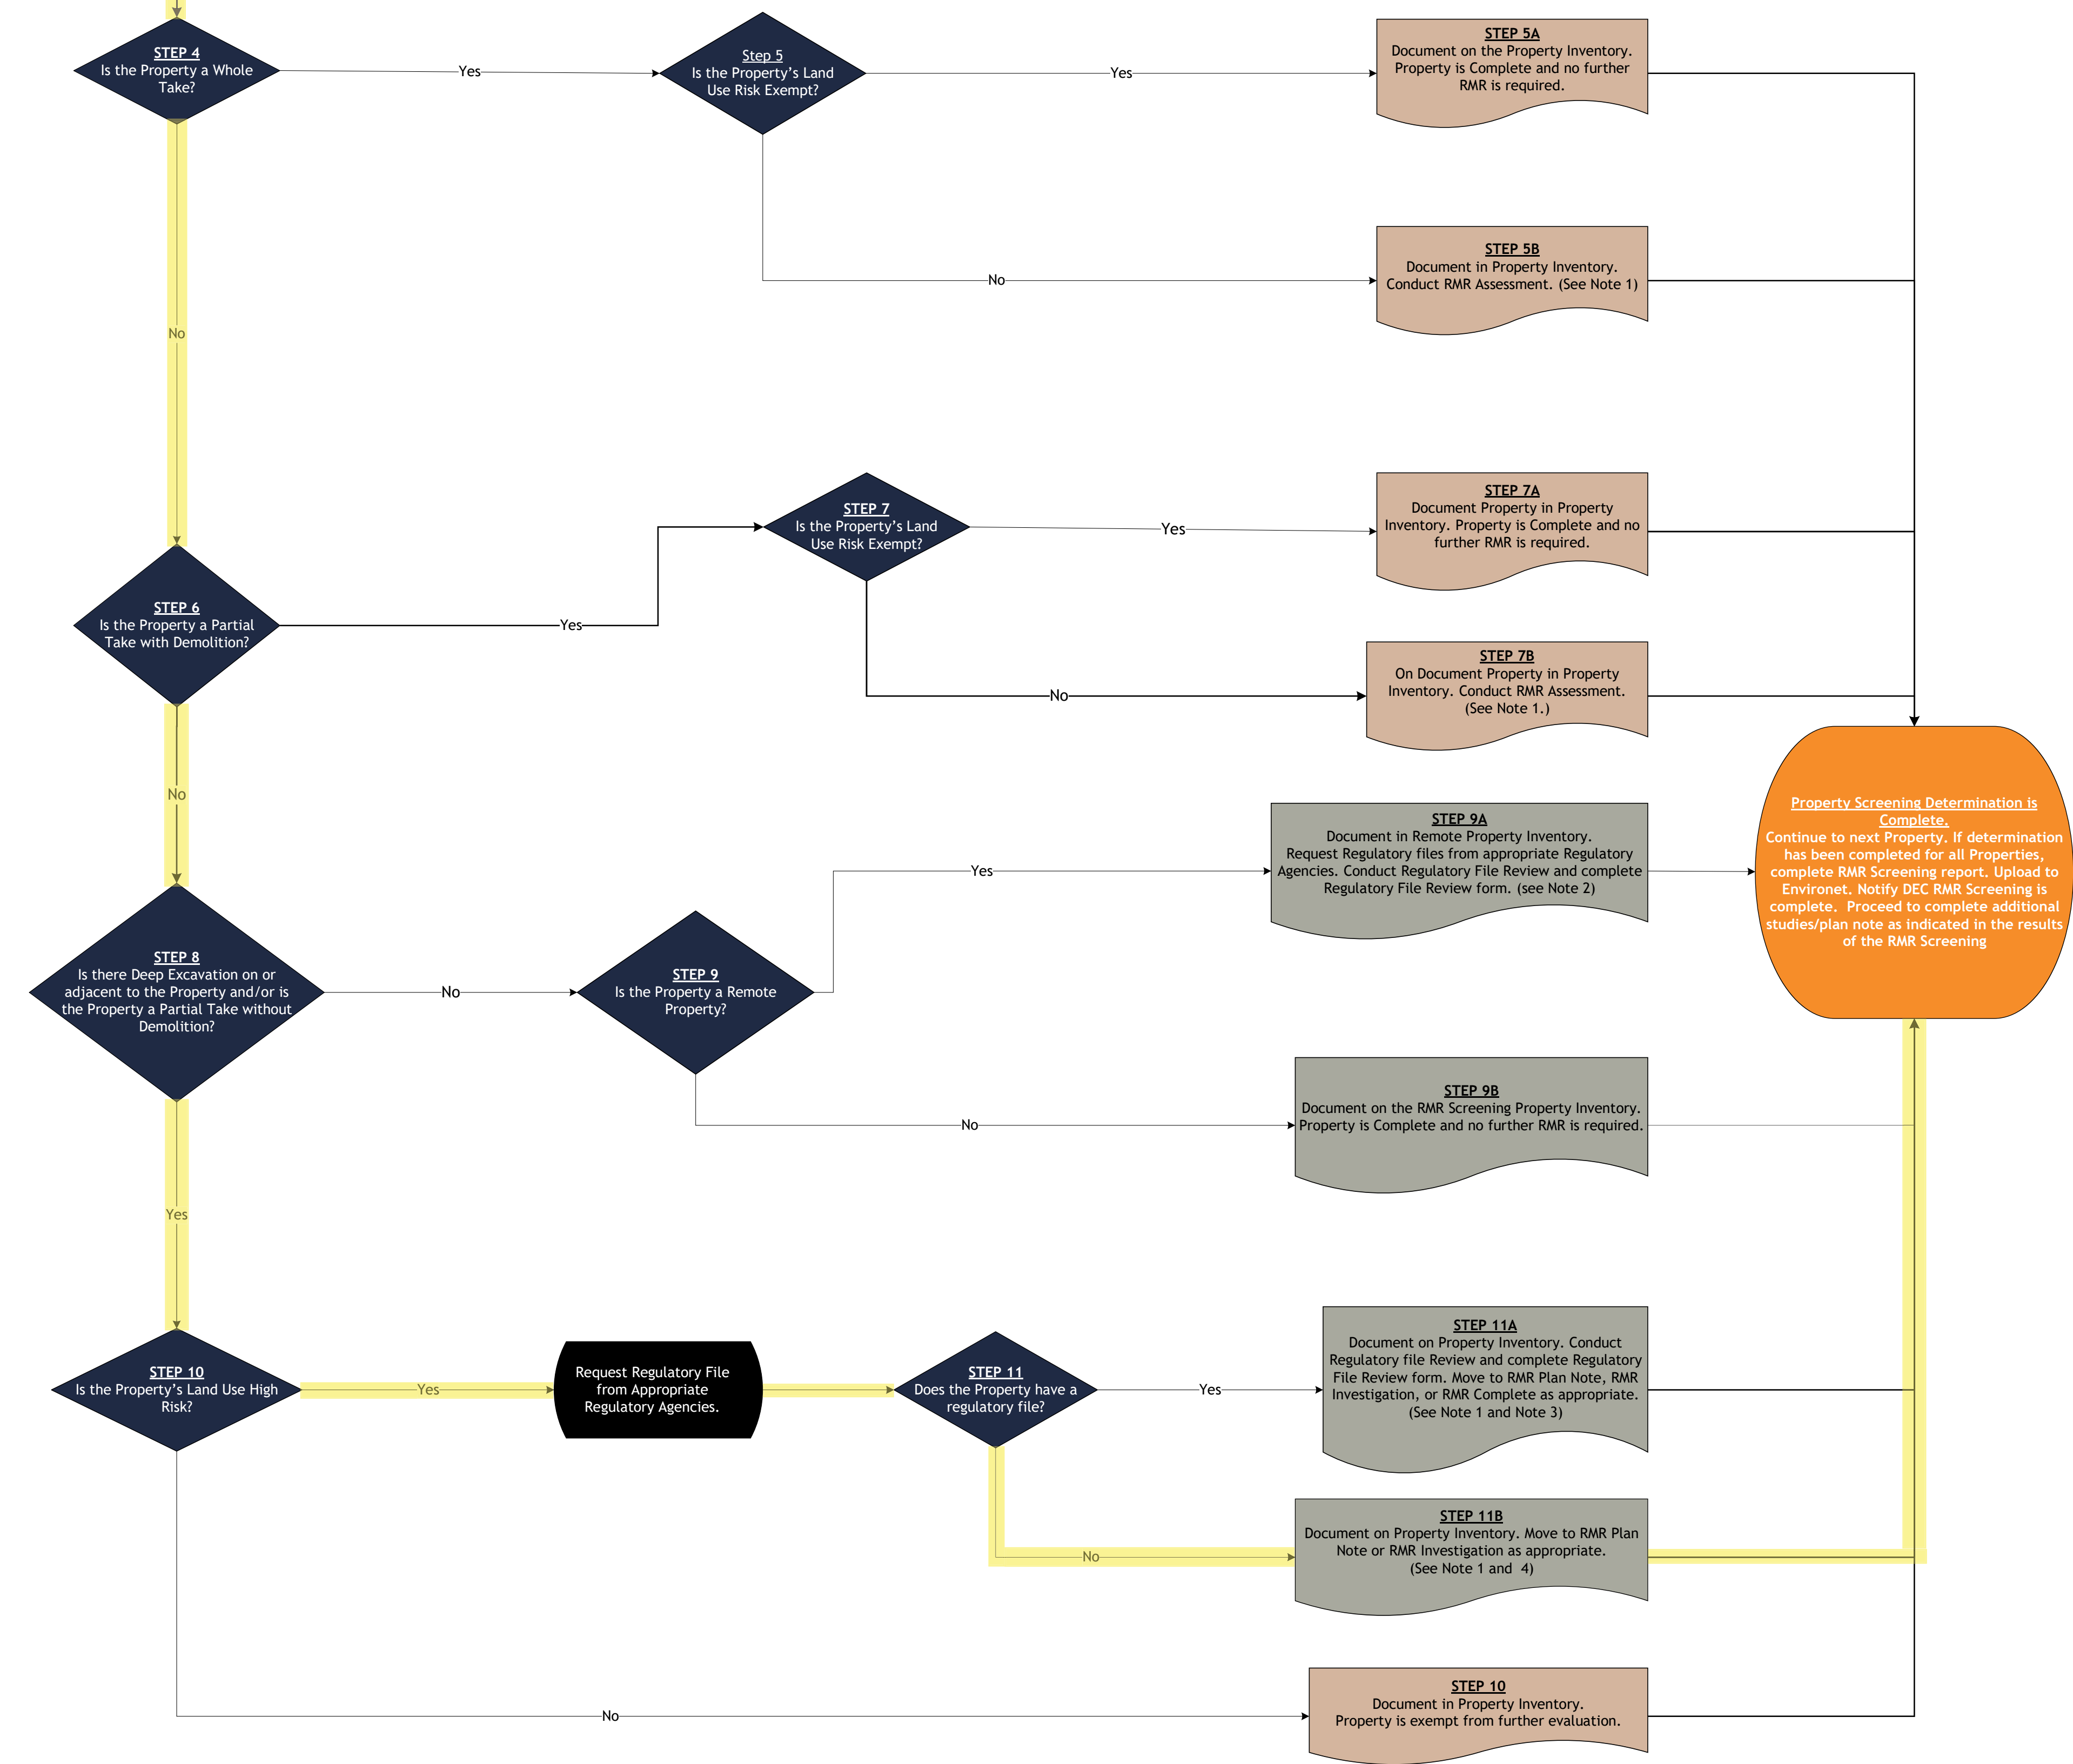 STEP 4
Is the Property a Whole
Take?
Yes
Step 5
Is the Property's Land
Use Risk Exempt?
Yes
STEP 5A
Document on the Property Inventory.
Property is Complete and no further
RMR is required.
No
STEP 5B
Document in Property Inventory.
Conduct RMR Assessment. (See Note 1)
No
STEP 6
Is the Property a Partial
Take with Demolition?
Yes
STEP 7
Is the Property's Land
Use Risk Exempt?
Yes
STEP 7A
Document Property in Property
Inventory. Property is Complete and no
further RMR is required.
No
STEP 7B
On Document Property in Property
Inventory. Conduct RMR Assessment.
(See Note 1.)
No
STEP 8
Is there Deep Excavation on or
adjacent to the Property and/or is
the Property a Partial Take without
Demolition?
No
STEP 9
Is the Property a Remote
Property?
Yes
STEP 9A
Document in Remote Property Inventory.
Request Regulatory files from appropriate Regulatory
Agencies. Conduct Regulatory File Review and complete
Regulatory File Review form. (see Note 2)
Property Screening Determination is
Complete.
Continue to next Property. If determination
has been completed for all Properties,
complete RMR Screening report. Upload to
Environet. Notify DEC RMR Screening is
complete.  Proceed to complete additional
studies/plan note as indicated in the results
of the RMR Screening
No
STEP 9B
Document on the RMR Screening Property Inventory.
Property is Complete and no further RMR is required.
Yes
STEP 10
Is the Property's Land Use High
Risk?
Yes
Request Regulatory File
from Appropriate
Regulatory Agencies.
STEP 11
Does the Property have a
regulatory file?
Yes
STEP 11A
Document on Property Inventory. Conduct
Regulatory file Review and complete Regulatory
File Review form. Move to RMR Plan Note, RMR
Investigation, or RMR Complete as appropriate.
(See Note 1 and Note 3)
No
STEP 11B
Document on Property Inventory. Move to RMR Plan
Note or RMR Investigation as appropriate.
(See Note 1 and  4)
No
STEP 10
Document in Property Inventory.
Property is exempt from further evaluation.